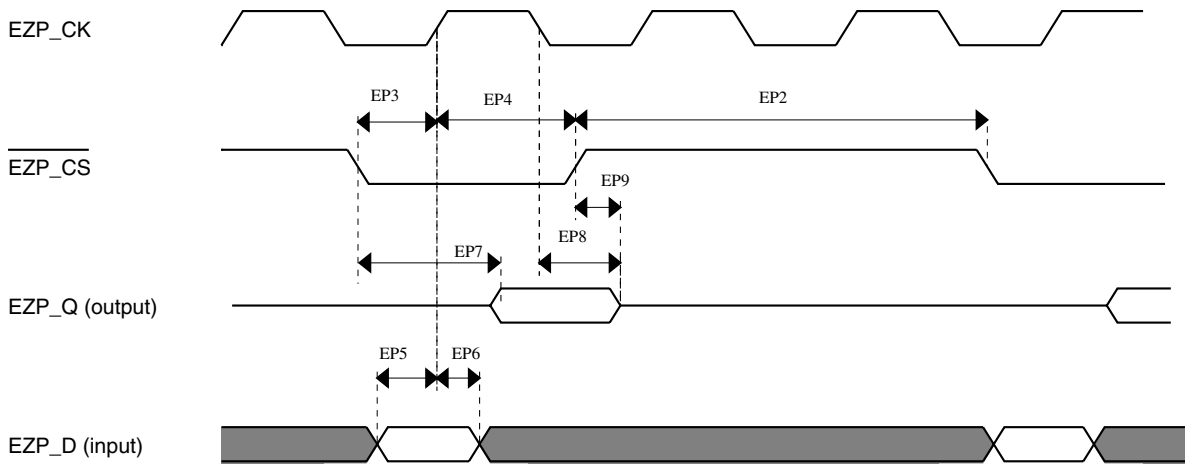 EZP_CK
EP3
EP4
EP2
EZP_CS
EP9
EP8
EP7
EZP_Q (output)
EP5
EP6
EZP_D (input)